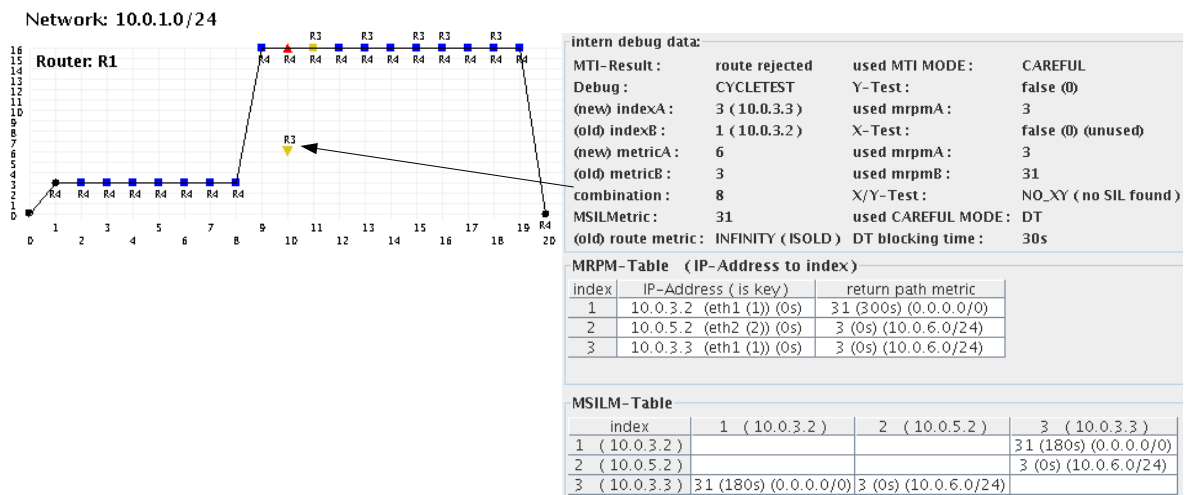 Network: 10.0.1.0/24
Router: R1
R3 R3 R3 R3 R3
R4 R4 R4 R4 R4 R4 R4 R4 R4 R4 R4
R3
R4 R4 R4 R4 R4 R4 R4 R4
R4
16
15
14
13
12
11
10
9
8
7
6
5
4
3
2
1
0
1 3 5 7 9 11 13 15 17 19
0 2 4 6 8 10 12 14 16 18 20
intern debug data:
MTI-Result : route rejected used MTI MODE : CAREFUL
Debug : CYCLETEST Y-Test : false (0)
(new) indexA : 3 ( 10.0.3.3 ) used mrpmA : 3
(old) indexB : 1 ( 10.0.3.2 ) X-Test : false (0) (unused)
(new) metricA : 6 used mrpmA : 3
(old) metricB : 3 used mrpmB : 31
combination : 8 X/Y-Test : NO_XY ( no SIL found )
MSILMetric : 31 used CAREFUL MODE : DT
(old) route metric : INFINITY ( ISOLD ) DT blocking time : 30s
MRPM-Table ( IP-Address to index )
index IP-Address ( is key ) return path metric
1 10.0.3.2 (eth1 (1)) (0s) 31 (300s) (0.0.0.0/0)
2 10.0.5.2 (eth2 (2)) (0s) 3 (0s) (10.0.6.0/24)
3 10.0.3.3 (eth1 (1)) (0s) 3 (0s) (10.0.6.0/24)
MSILM-Table
index 1 ( 10.0.3.2 ) 2 ( 10.0.5.2 ) 3 ( 10.0.3.3 )
1 ( 10.0.3.2 ) 31 (180s) (0.0.0.0/0)
2 ( 10.0.5.2 ) 3 (0s) (10.0.6.0/24)
3 ( 10.0.3.3 ) 31 (180s) (0.0.0.0/0) 3 (0s) (10.0.6.0/24)